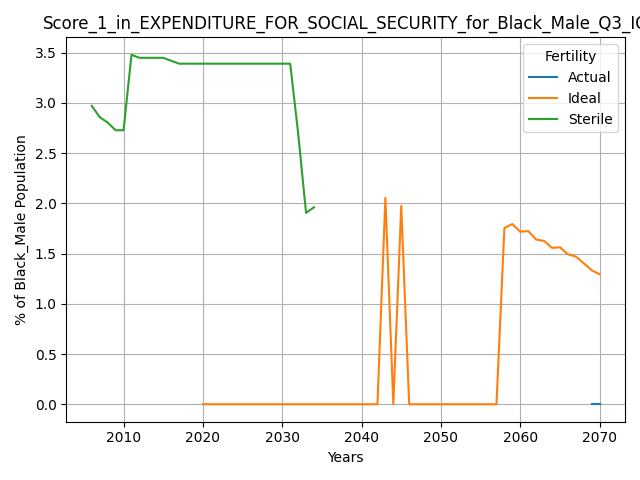 Score_1_in_EXPENDITURE_FOR_SOCIAL_SECURITY_for_Black_Male_Q3_IC
Fertility
Actual
Ideal
Sterile
% of Black_Male Population
3.5
3.0
2.5
2.0
1.5
1.0
0.5
0.0
2010 2020 2030 2040 2050 2060 2070
Years